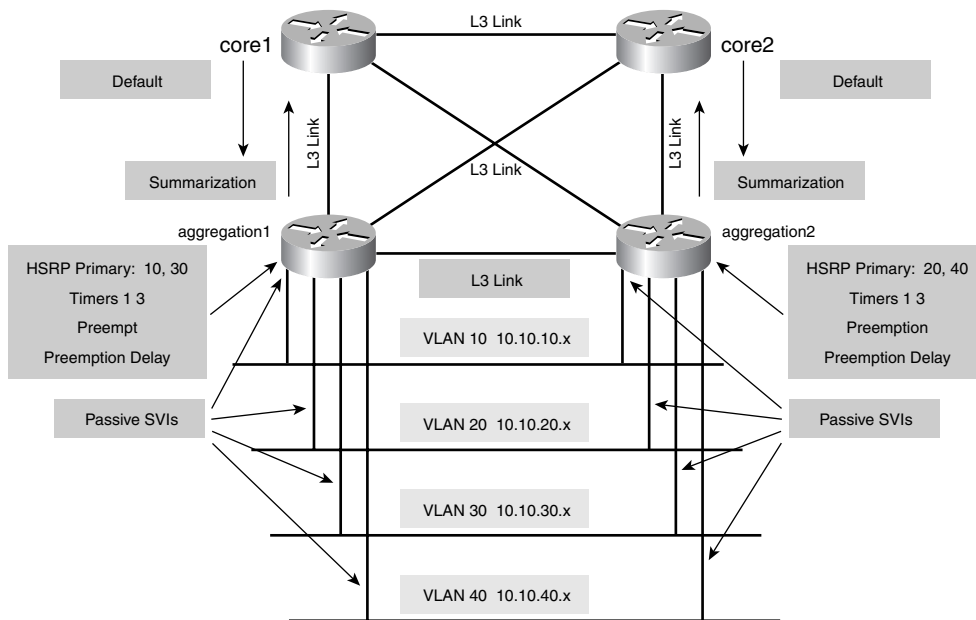 L3 Link
core1
core2
Default
Default
L3 Link
L3 Link
L3 Link
Summarization
Summarization
aggregation1
aggregation2
HSRP Primary: 10, 30
Timers 1 3
Preempt
Preemption Delay
L3 Link
HSRP Primary: 20, 40
Timers 1 3
Preemption
Preemption Delay
VLAN 10 10.10.10.x
Passive SVIs
VLAN 20 10.10.20.x
Passive SVIs
VLAN 30 10.10.30.x
VLAN 40 10.10.40.x